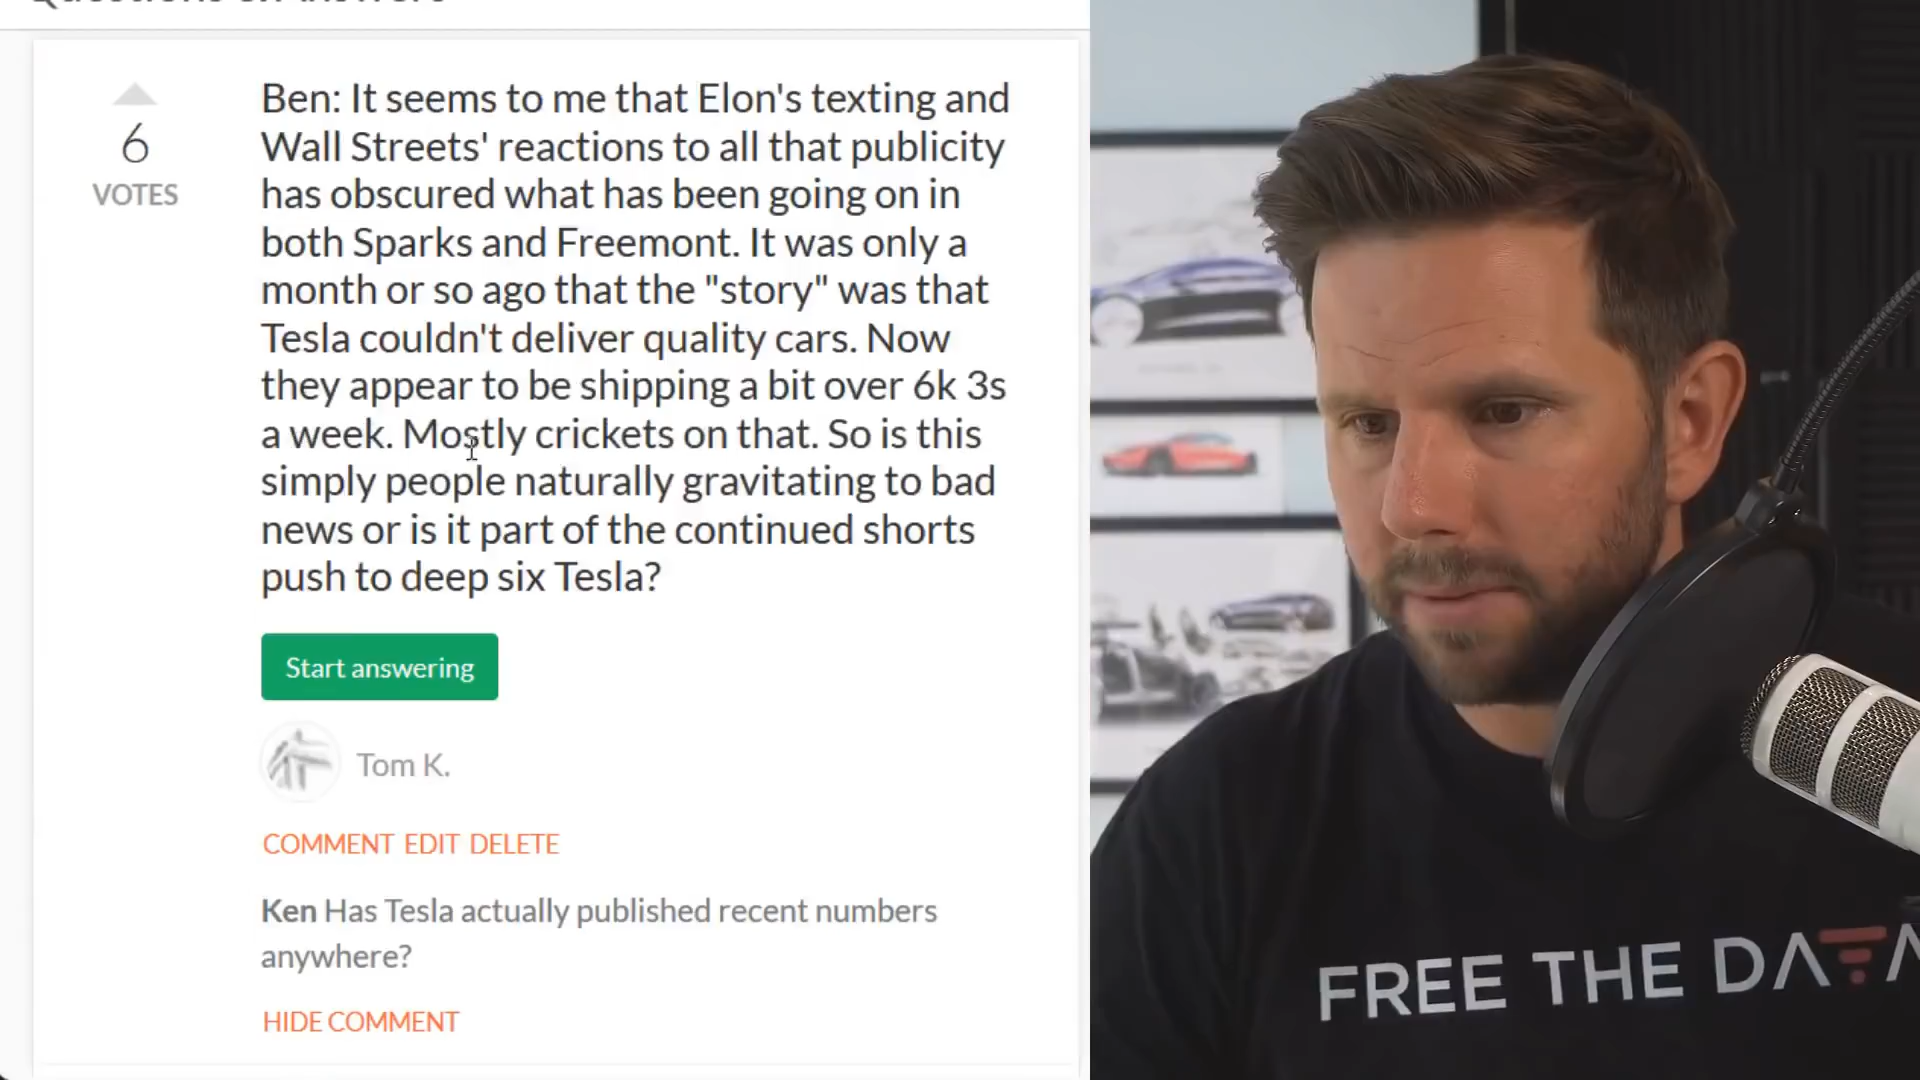 Questions on Answers
6
VOTES
Ben: It seems to me that Elon's texting and
Wall Streets' reactions to all that publicity
has obscured what has been going on in
both Sparks and Freemont. It was only a
month or so ago that the "story" was that
Tesla couldn't deliver quality cars. Now
they appear to be shipping a bit over 6k 3s
a week. Mostly crickets on that. So is this
simply people naturally gravitating to bad
news or is it part of the continued shorts
push to deep six Tesla?
Start answering
Tom K.
COMMENT EDIT DELETE
Ken Has Tesla actually published recent numbers
anywhere?
HIDE COMMENT
FREE THE DATA